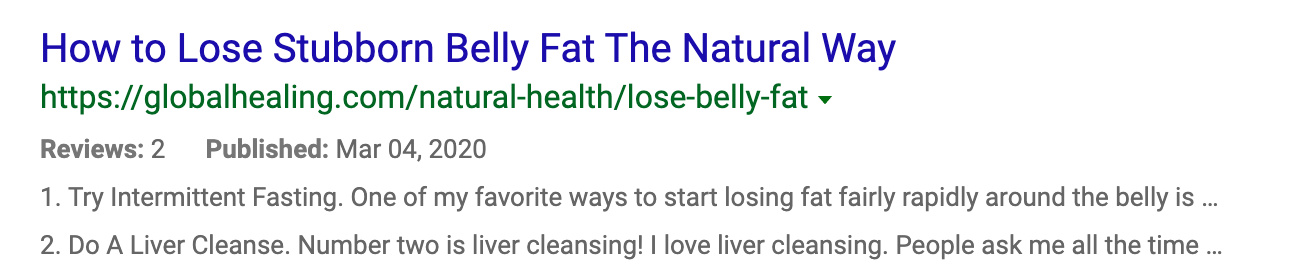 How to Lose Stubborn Belly Fat The Natural Way
https://globalhealing.com/natural-health/lose-belly-fat
Reviews: 2 Published: Mar 04, 2020
1. Try Intermittent Fasting. One of my favorite ways to start losing fat fairly rapidly around the belly is ...
2. Do A Liver Cleanse. Number two is liver cleansing! I love liver cleansing. People ask me all the time ...